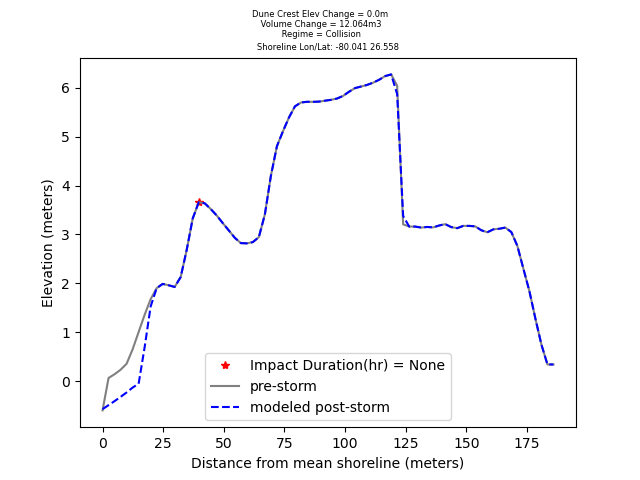 Dune Crest Elev Change = 0.0m
Volume Change = 12.064m3
Regime = Collision
Shoreline Lon/Lat: -80.041 26.558
6
5
4
3
2
1
0
Elevation (meters)
Impact Duration(hr) = None
pre-storm
modeled post-storm
0 25 50 75 100 125 150 175
Distance from mean shoreline (meters)